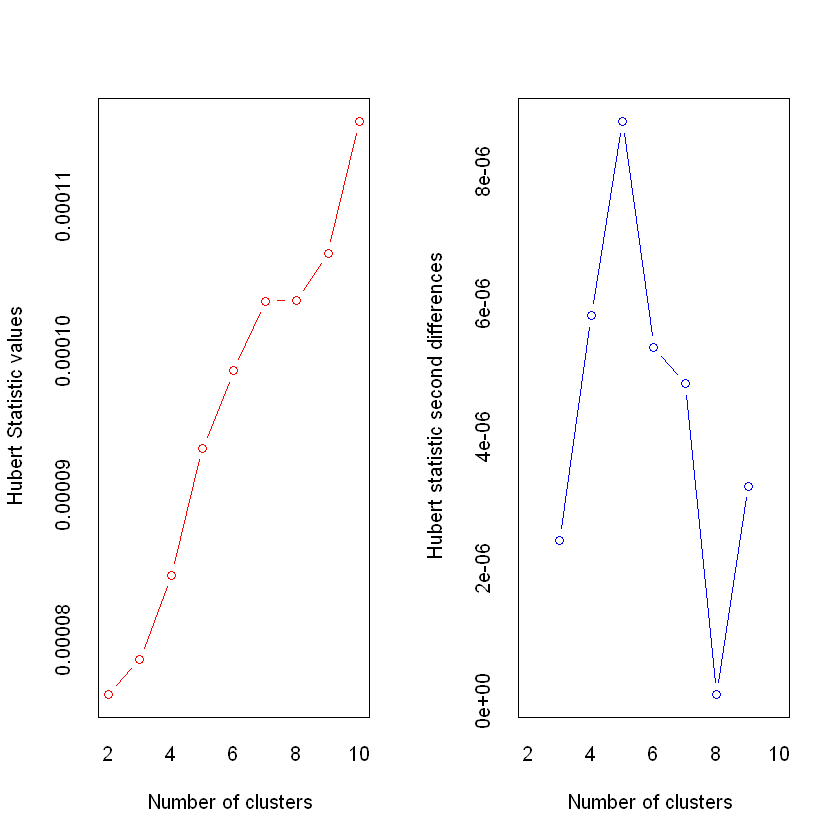 Hubert Statistic values
0.00011
0.00010
0.00009
0.00008
2 4 6 8 10
Number of clusters
Hubert statistic second differences
8e-06
6e-06
4e-06
2e-06
0e+00
2 4 6 8 10
Number of clusters